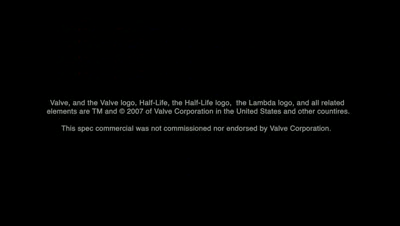 Valve, and the Valve logo, Half-Life, the Half-Life logo,  the Lambda logo, and all related
elements are TM and © 2007 of Valve Corporation in the United States and other countires.
This spec commercial was not commissioned nor endorsed by Valve Corporation.